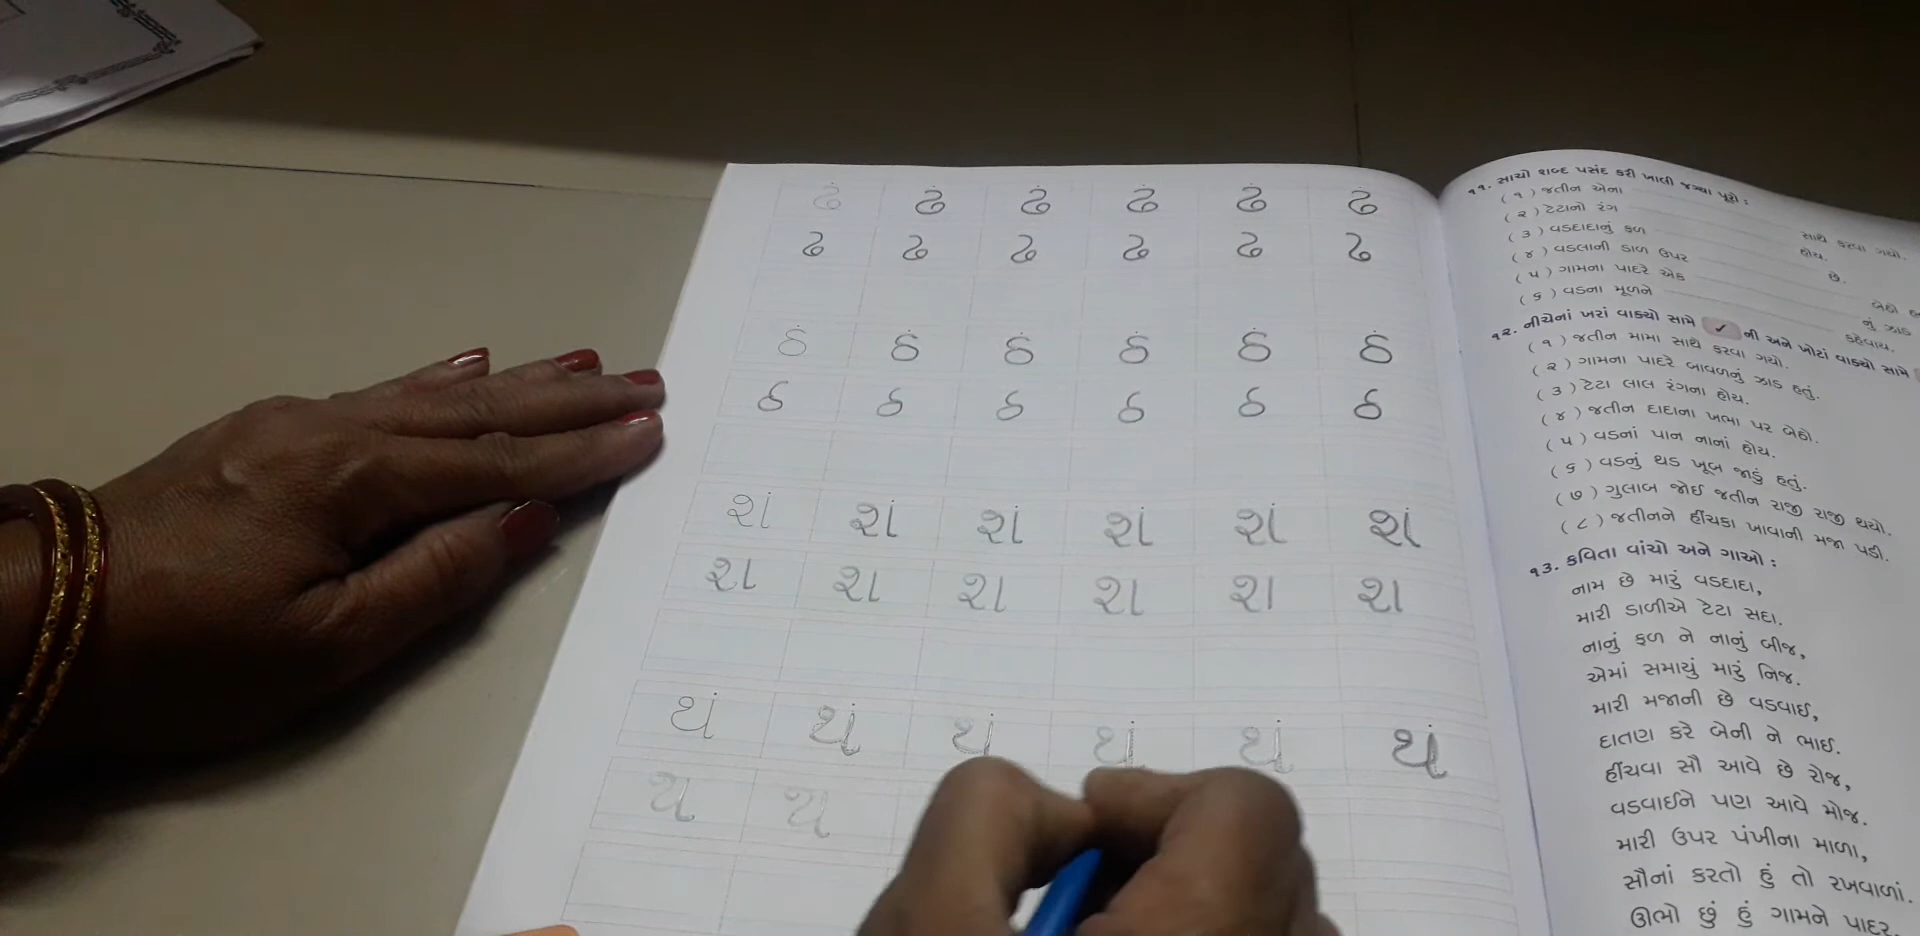 ઢં ઢં ઢં ઢં ઢં ઢં
ઢ ઢ ઢ ઢ ઢ ઢ
ઠં ઠં ઠં ઠં ઠં ઠં
ઠ ઠ ઠ ઠ ઠ ઠ
શં શં શં શં શં શં
શ શ શ શ શ શ
થં થં થં થં થં થં
થ થ
૧૧. સાચો શબ્દ પસંદ કરી ખાલી જગ્યા પૂરો :
(૧) જતીન એના સાથે ફરવા ગયો.
(૨) ટેટાનો રંગ હોય.
(૩) વડદાદાનું ફળ છે.
(૪) વડલાની ડાળ ઉપર બેઠો
(૫) ગામના પાદરે એક નું ઝાડ
(૬) વડના મૂળને કહેવાય.
૧૨. નીચેનાં ખરાં વાક્યો સામે ✓ ની અને ખોટાં વાક્યો સામે
(૧) જતીન મામા સાથે ફરવા ગયો.
(૨) ગામના પાદરે બાવળનું ઝાડ હતું.
(૩) ટેટા લાલ રંગના હોય.
(૪) જતીન દાદાના ખભા પર બેઠો.
(૫) વડનાં પાન નાનાં હોય.
(૬) વડનું થડ ખૂબ જાડું હતું.
(૭) ગુલાબ જોઈ જતીન રાજી રાજી થયો.
(૮) જતીનને હીંચકા ખાવાની મજા પડી.
૧૩. કવિતા વાંચો અને ગાઓ :
નામ છે મારું વડદાદા,
મારી ડાળીએ ટેટા સદા.
નાનું ફળ ને નાનું બીજ,
એમાં સમાયું મારું નિજ.
મારી મજાની છે વડવાઈ,
દાતણ કરે બેની ને ભાઈ.
હીંચવા સૌ આવે છે રોજ,
વડવાઈને પણ આવે મોજ.
મારી ઉપર પંખીના માળા,
સૌનાં કરતો હું તો રખવાળાં.
ઊભો છું હું ગામને પાદર.